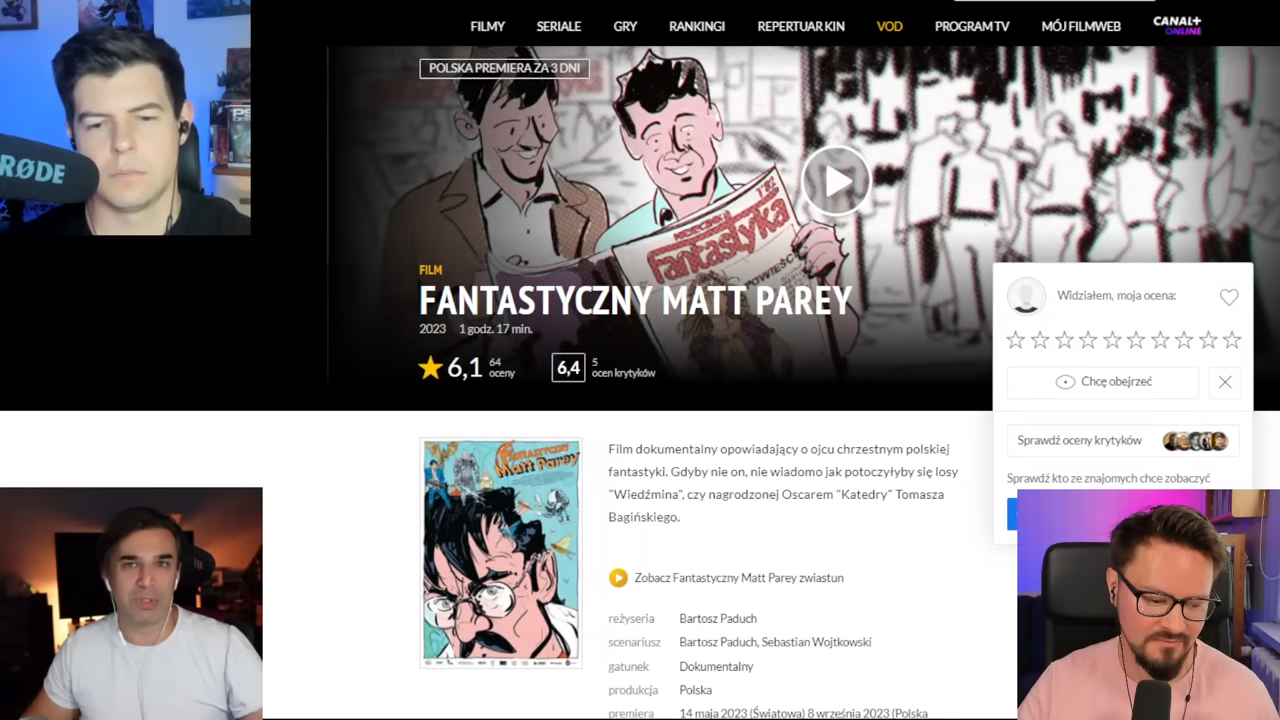 FILMY SERIALE GRY RANKINGI REPERTUAR KIN VOD PROGRAM TV MÓJ FILMWEB CANAL+ ONLINE
POLSKA PREMIERA ZA 3 DNI
RØDE
Fantastyka
FILM
FANTASTYCZNY MATT PAREY
2023 1 godz. 17 min.
6,1 64 oceny 6,4 5 ocen krytyków
Widziałem, moja ocena:
Chcę obejrzeć
Sprawdź oceny krytyków
Sprawdź kto ze znajomych chce zobaczyć
FANTASTYCZNY
Matt Parey
Film dokumentalny opowiadający o ojcu chrzestnym polskiej
fantastyki. Gdyby nie on, nie wiadomo jak potoczyłyby się losy
"Wiedźmina", czy nagrodzonej Oscarem "Katedry" Tomasza
Bagińskiego.
Zobacz Fantastyczny Matt Parey zwiastun
reżyseria Bartosz Paduch
scenariusz Bartosz Paduch, Sebastian Wojtkowski
gatunek Dokumentalny
produkcja Polska
premiera 14 maja 2023 (Światowa) 8 września 2023 (Polska